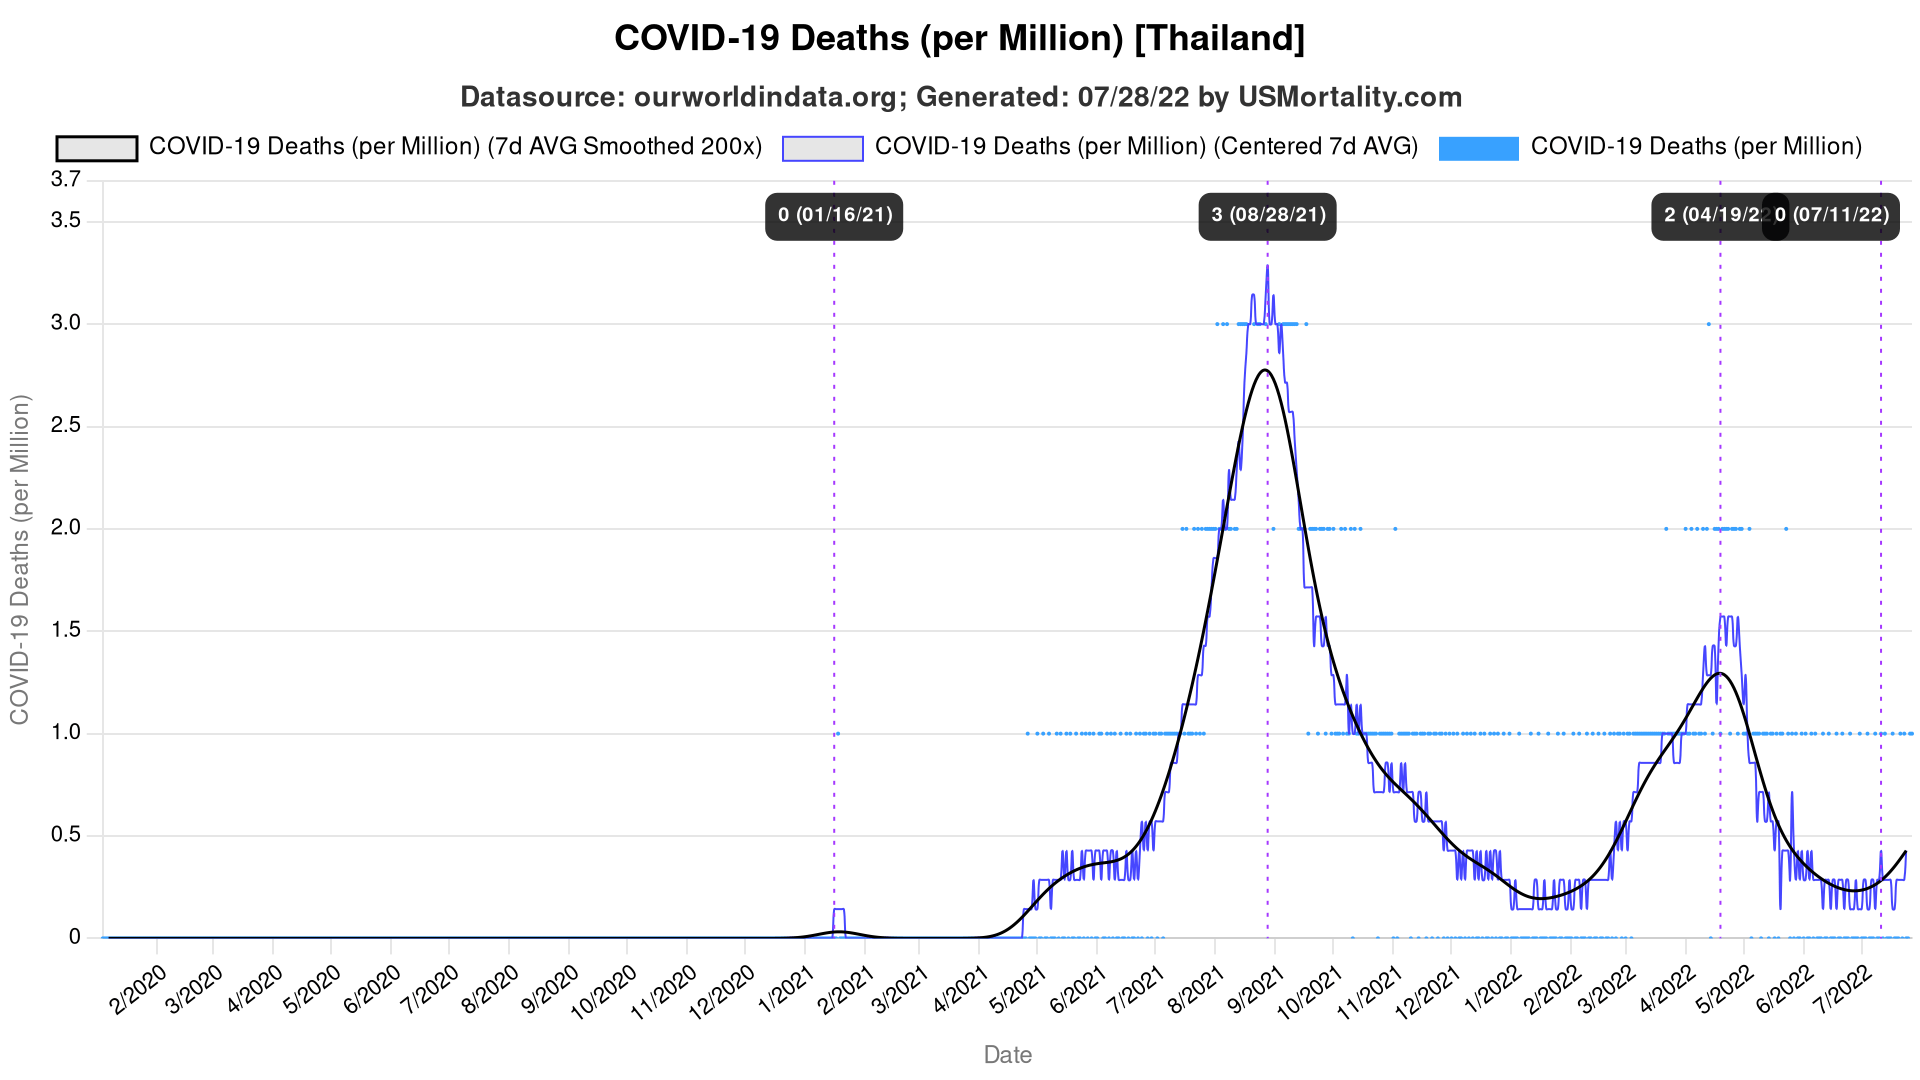 COVID-19 Deaths (per Million) [Thailand]
Datasource: ourworldindata.org; Generated: 07/28/22 by USMortality.com
COVID-19 Deaths (per Million) (7d AVG Smoothed 200x) COVID-19 Deaths (per Million) (Centered 7d AVG) COVID-19 Deaths (per Million)
3.7
0 (01/16/21) 3 (08/28/21) 2 (04/19/22 0 (07/11/22)
3.5
3.0
2.5
2.0
1.5
1.0
0.5
0
COVID-19 Deaths (per Million)
2/2020 3/2020 4/2020 5/2020 6/2020 7/2020 8/2020 9/2020 10/2020 11/2020 12/2020 1/2021 2/2021 3/2021 4/2021 5/2021 6/2021 7/2021 8/2021 9/2021 10/2021 11/2021 12/2021 1/2022 2/2022 3/2022 4/2022 5/2022 6/2022 7/2022
Date